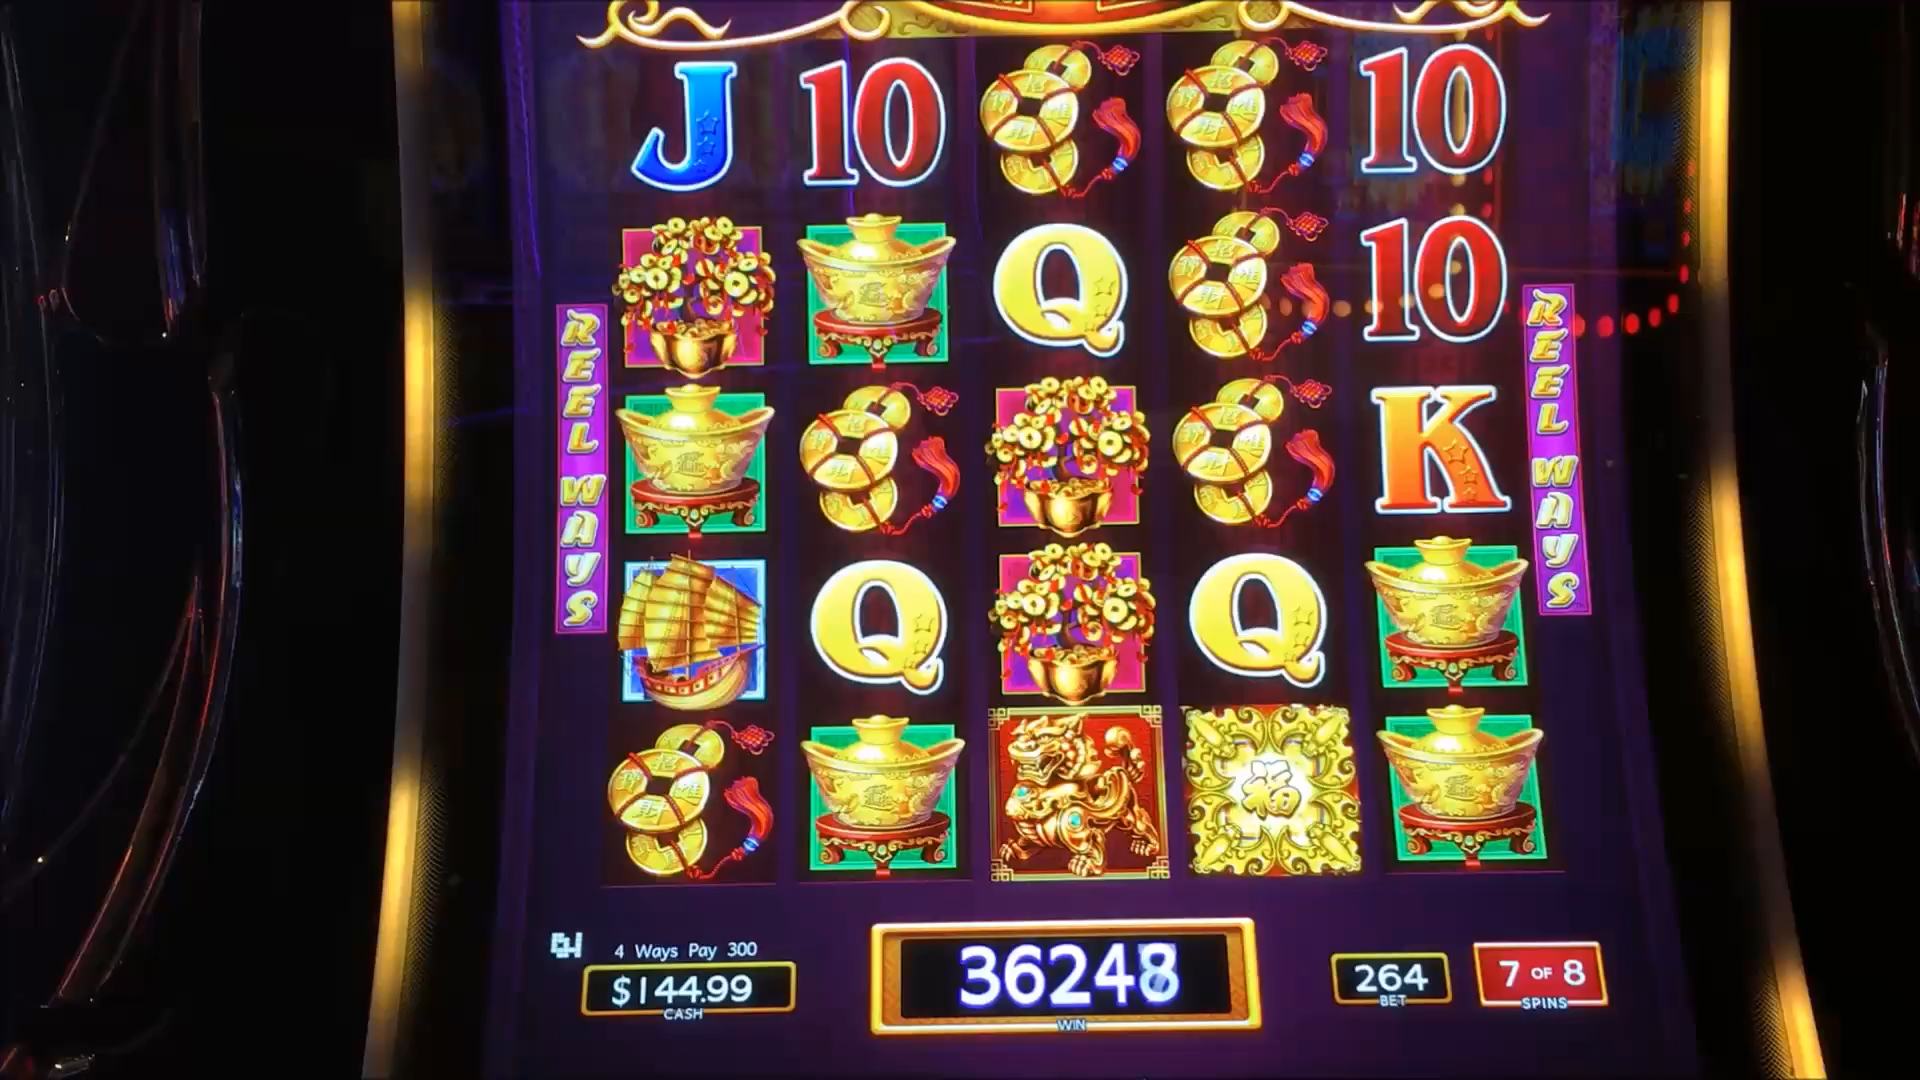 J 10 10
Q 10
K
Q Q
福
REEL WAYS
REEL WAYS
4 Ways Pay 300
$144.99
CASH
36248
WIN
264
BET
7 OF 8
SPINS